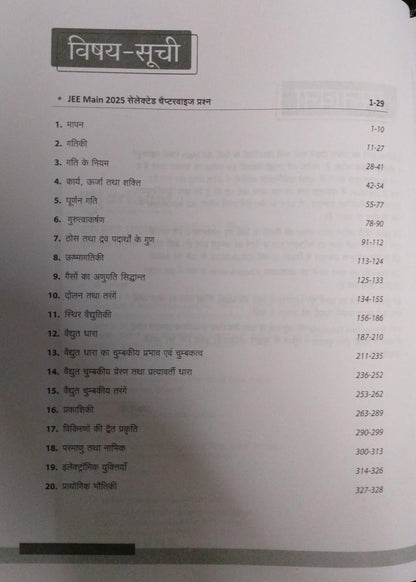 विषय-सूची
* JEE Main 2025 सेलेक्टेड चैप्टरवाइज प्रश्न 1-29
1. मापन 1-10
2. गतिकी 11-27
3. गति के नियम 28-41
4. कार्य, ऊर्जा तथा शक्ति 42-54
5. घूर्णन गति 55-77
6. गुरुत्वाकर्षण 78-90
7. ठोस तथा द्रव पदार्थों के गुण 91-112
8. ऊष्मागतिकी 113-124
9. गैसों का अणुगति सिद्धान्त 125-133
10. दोलन तथा तरंगें 134-155
11. स्थिर वैद्युतिकी 156-186
12. वैद्युत धारा 187-210
13. वैद्युत धारा का चुम्बकीय प्रभाव एवं चुम्बकत्व 211-235
14. वैद्युत चुम्बकीय प्रेरण तथा प्रत्यावर्ती धारा 236-252
15. वैद्युत चुम्बकीय तरंगें 253-262
16. प्रकाशिकी 263-289
17. विकिरणों की द्वैत प्रकृति 290-299
18. परमाणु तथा नाभिक 300-313
19. इलेक्ट्रॉनिक युक्तियाँ 314-326
20. प्रायोगिक भौतिकी 327-328